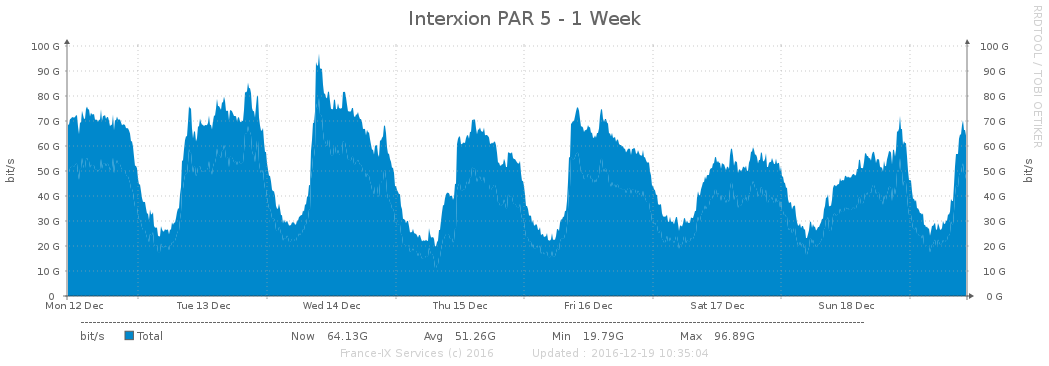 Interxion PAR 5 - 1 Week
RRDTOOL / TOBI OETIKER
bit/s
100 G 100 G
90 G 90 G
80 G 80 G
70 G 70 G
60 G 60 G
50 G 50 G
40 G 40 G
30 G 30 G
20 G 20 G
10 G 10 G
0 0 G
bit/s
Mon 12 Dec Tue 13 Dec Wed 14 Dec Thu 15 Dec Fri 16 Dec Sat 17 Dec Sun 18 Dec
bit/s Total Now 64.13G Avg 51.26G Min 19.79G Max 96.89G
France-IX Services (c) 2016 Updated : 2016-12-19 10:35:04